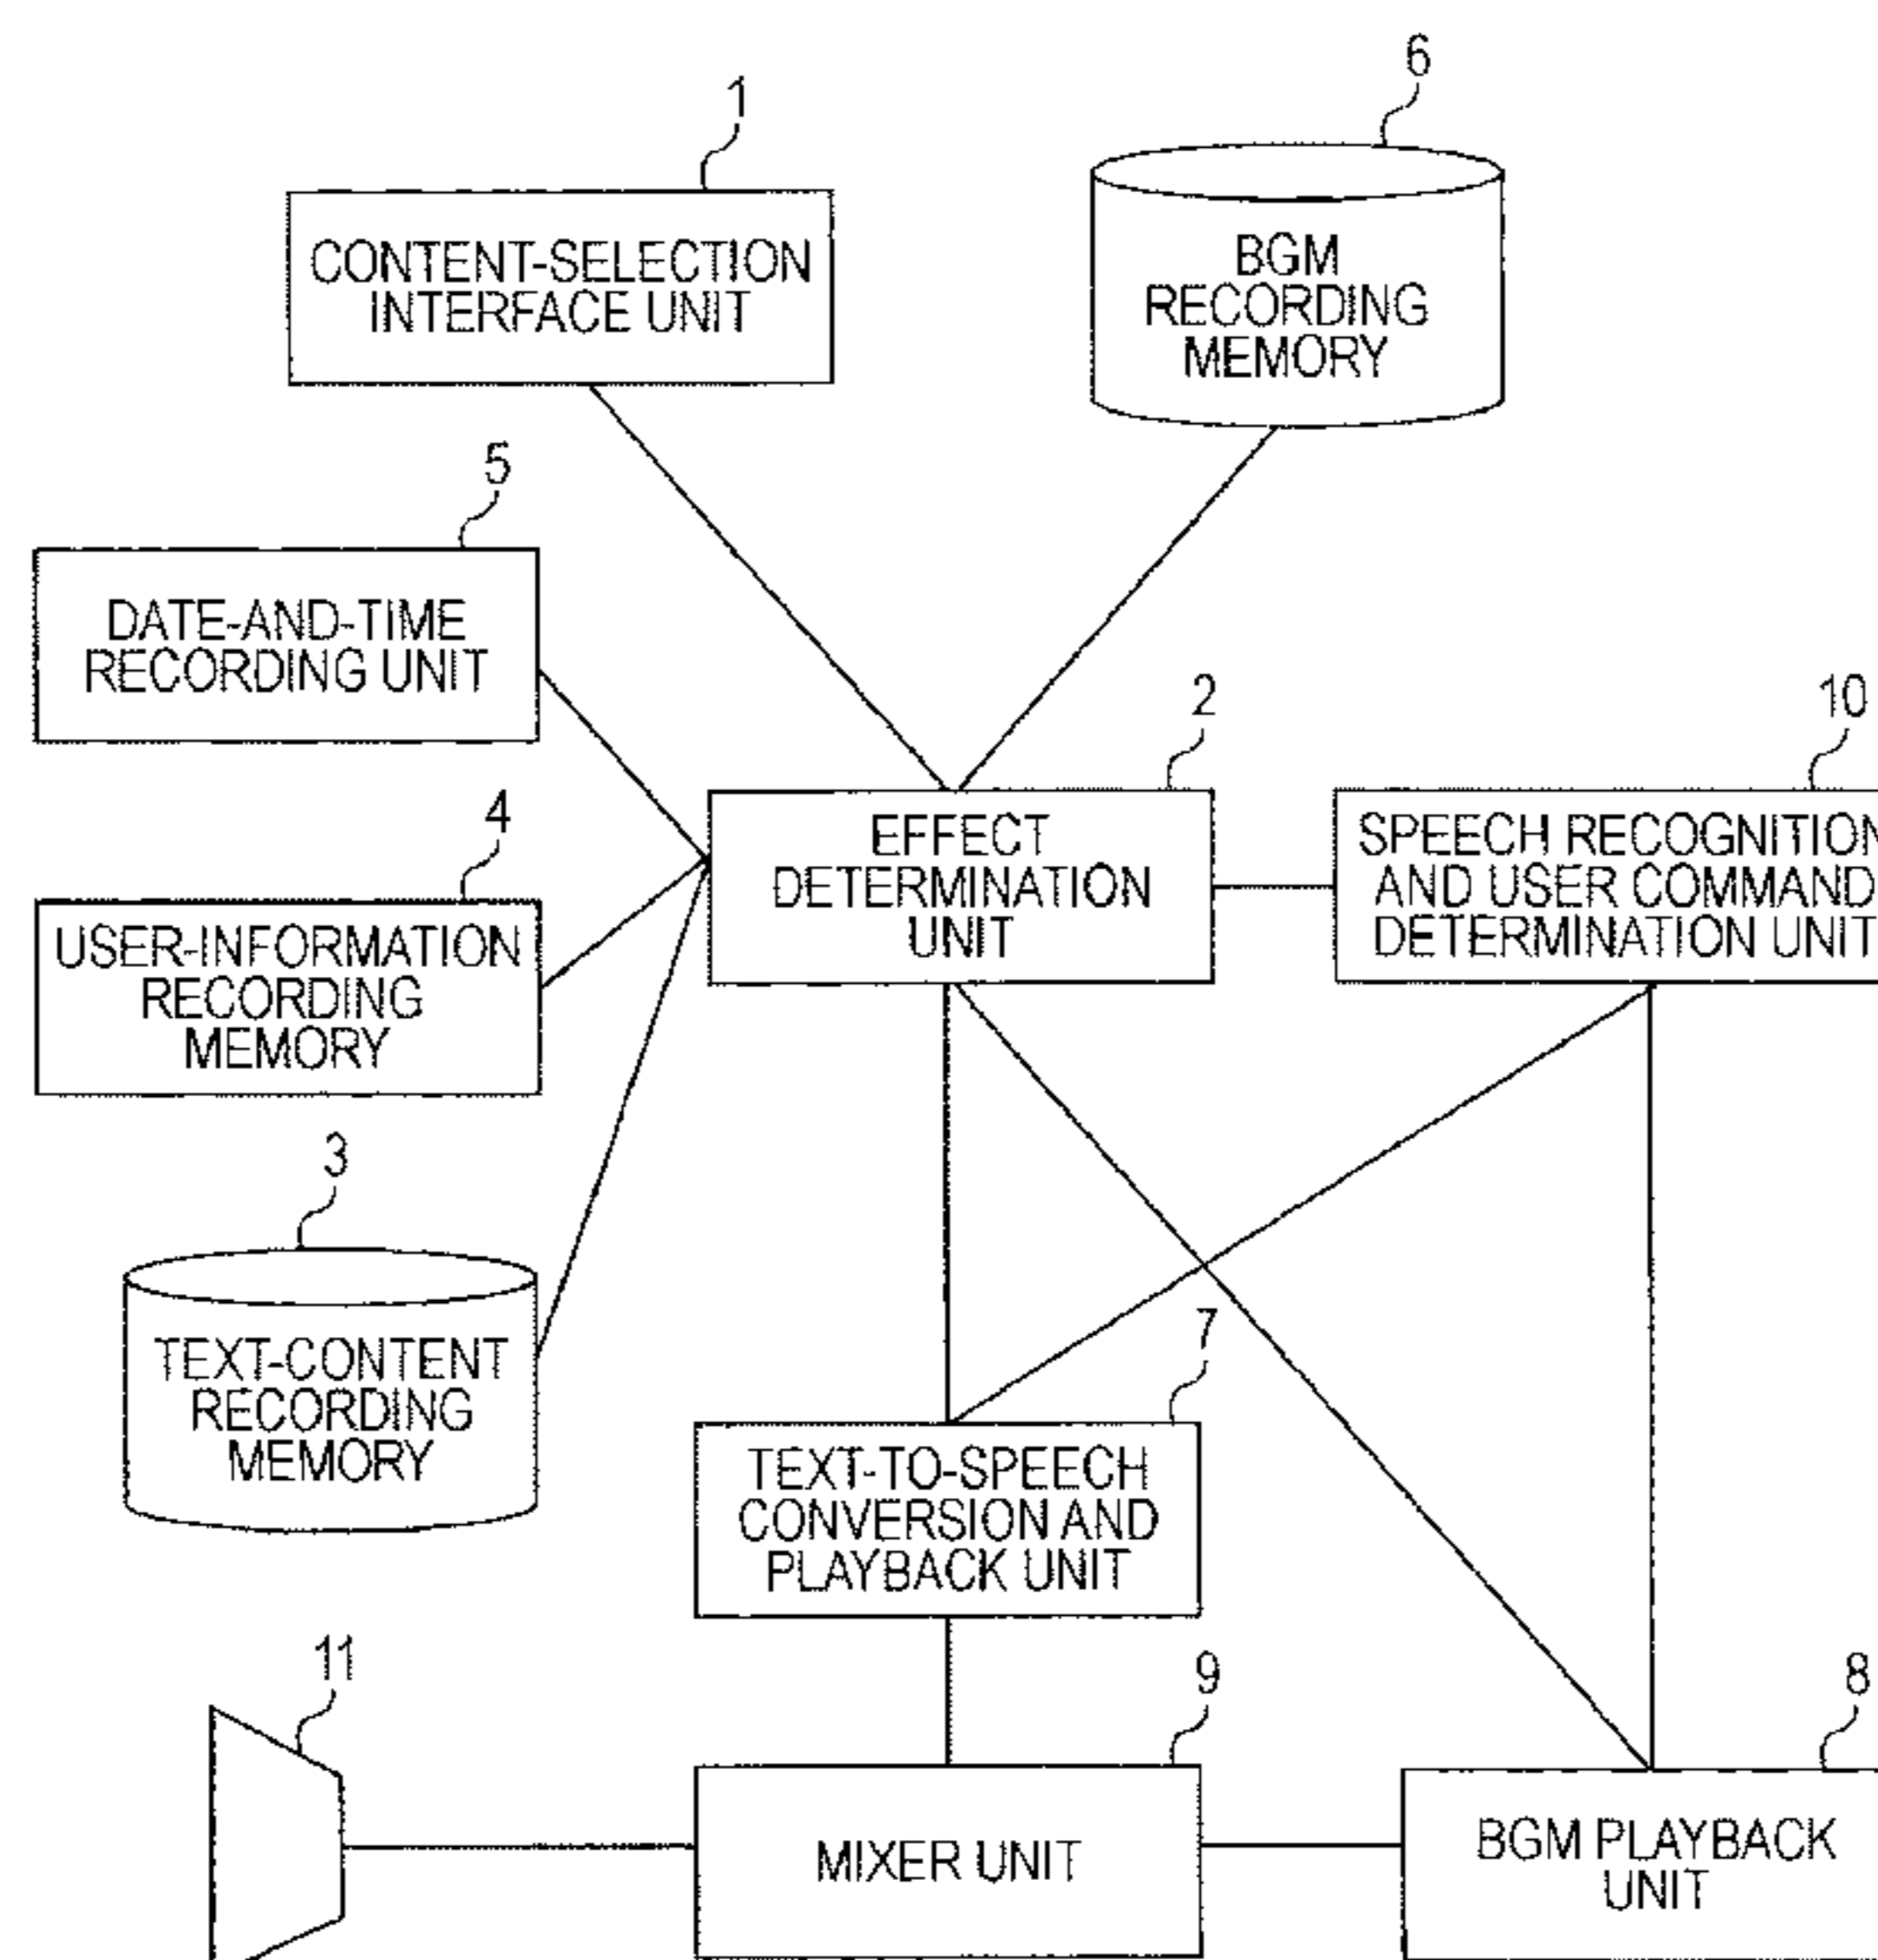 1
6
CONTENT-SELECTION
INTERFACE UNIT
BGM
RECORDING
MEMORY
5
DATE-AND-TIME
RECORDING UNIT
2
10
EFFECT
DETERMINATION
UNIT
SPEECH RECOGNITION
AND USER COMMAND
DETERMINATION UNIT
4
USER-INFORMATION
RECORDING
MEMORY
3
TEXT-CONTENT
RECORDING
MEMORY
7
TEXT-TO-SPEECH
CONVERSION AND
PLAYBACK UNIT
11
9
8
MIXER UNIT
BGM PLAYBACK
UNIT